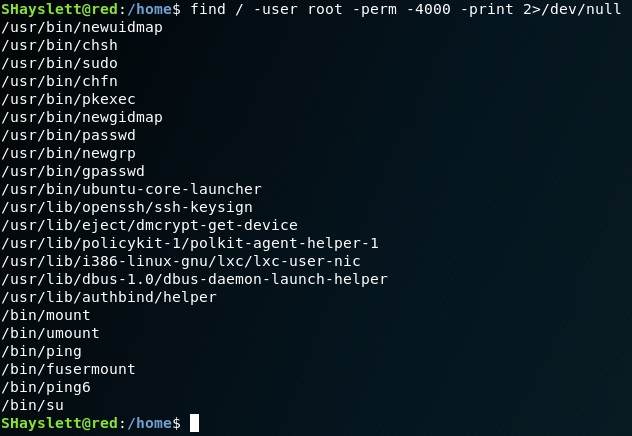 SHayslett@red:/home$ find / -user root -perm -4000 -print 2>/dev/null
/usr/bin/newuidmap
/usr/bin/chsh
/usr/bin/sudo
/usr/bin/chfn
/usr/bin/pkexec
/usr/bin/newgidmap
/usr/bin/passwd
/usr/bin/newgrp
/usr/bin/gpasswd
/usr/bin/ubuntu-core-launcher
/usr/lib/openssh/ssh-keysign
/usr/lib/eject/dmcrypt-get-device
/usr/lib/policykit-1/polkit-agent-helper-1
/usr/lib/i386-linux-gnu/lxc/lxc-user-nic
/usr/lib/dbus-1.0/dbus-daemon-launch-helper
/usr/lib/authbind/helper
/bin/mount
/bin/umount
/bin/ping
/bin/fusermount
/bin/ping6
/bin/su
SHayslett@red:/home$